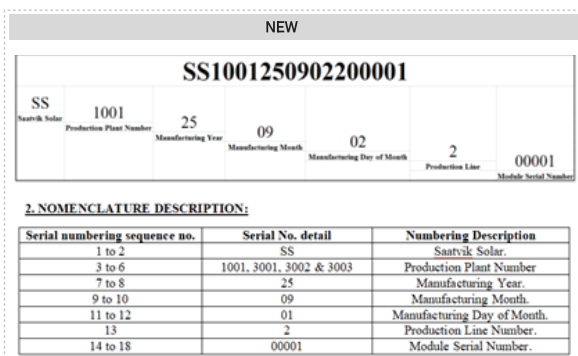 NEW
SS1001250902200001
SS
Saatvik Solar
1001
Production Plant Number
25
Manufacturing Year
09
Manufacturing Month
02
Manufacturing Day of Month
2
Production Line
00001
Module Serial Number
2. NOMENCLATURE DESCRIPTION:
Serial numbering sequence no. Serial No. detail Numbering Description
1 to 2 SS Saatvik Solar.
3 to 6 1001, 3001, 3002 & 3003 Production Plant Number
7 to 8 25 Manufacturing Year.
9 to 10 09 Manufacturing Month.
11 to 12 01 Manufacturing Day of Month.
13 2 Production Line Number.
14 to 18 00001 Module Serial Number.